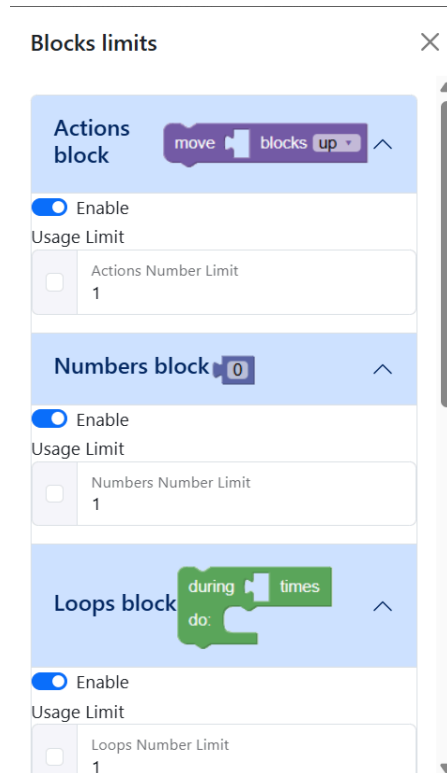 Blocks limits
Actions
block
move blocks up
Enable
Usage Limit
Actions Number Limit
1
Numbers block 0
Enable
Usage Limit
Numbers Number Limit
1
during times
Loops block
do:
Enable
Usage Limit
Loops Number Limit
1